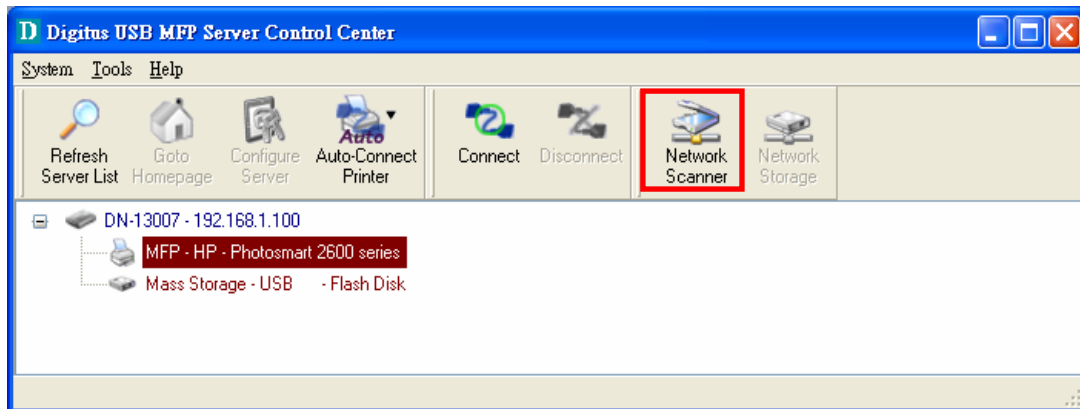 D Digitus USB MFP Server Control Center
System Tools Help
Refresh Server List
Goto Homepage
Configure Server
Auto
Auto-Connect Printer
Connect
Disconnect
Network Scanner
Network Storage
DN-13007 - 192.168.1.100
MFP - HP - Photosmart 2600 series
Mass Storage - USB - Flash Disk